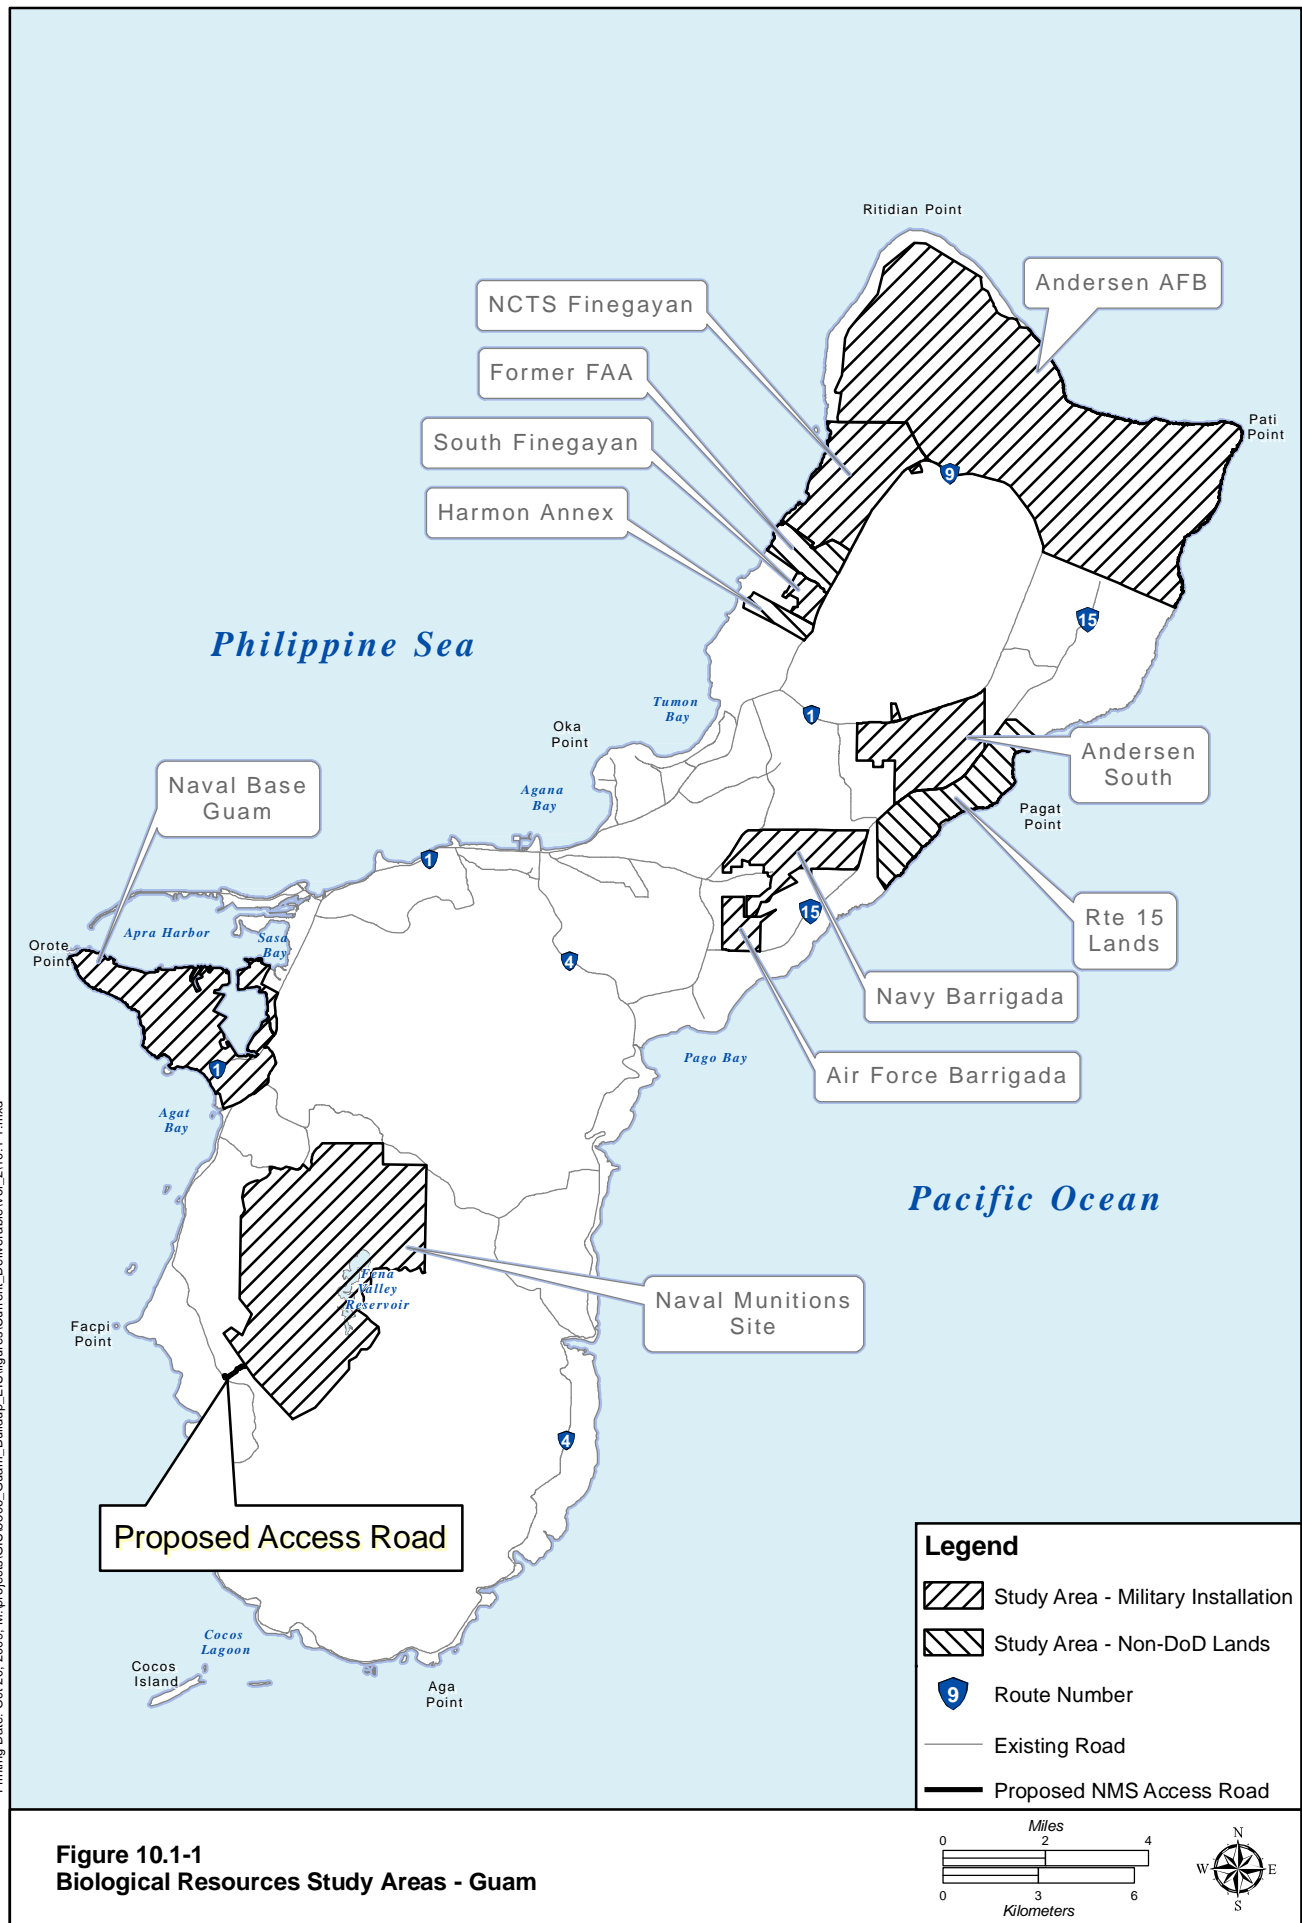 Ritidian Point
Andersen AFB
NCTS Finegayan
Former FAA
South Finegayan
Harmon Annex
Pati
Point
9
15
Philippine Sea
Tumon
Bay
1
Oka
Point
Andersen
South
Naval Base
Guam
Agana
Bay
Pagat
Point
1
15
Rte 15
Lands
Orote
Point
Apra Harbor
Sasa
Bay
4
Navy Barrigada
Pago Bay
1
Air Force Barrigada
Agat
Bay
Pacific Ocean
Fena
Valley
Reservoir
Naval Munitions
Site
Facpi
Point
4
Proposed Access Road
Cocos
Lagoon
Cocos
Island
Aga
Point
Legend
Study Area - Military Installation
Study Area - Non-DoD Lands
9 Route Number
Existing Road
Proposed NMS Access Road
Figure 10.1-1
Biological Resources Study Areas - Guam
Miles
0 2 4
0 3 6
Kilometers
N
W E
S